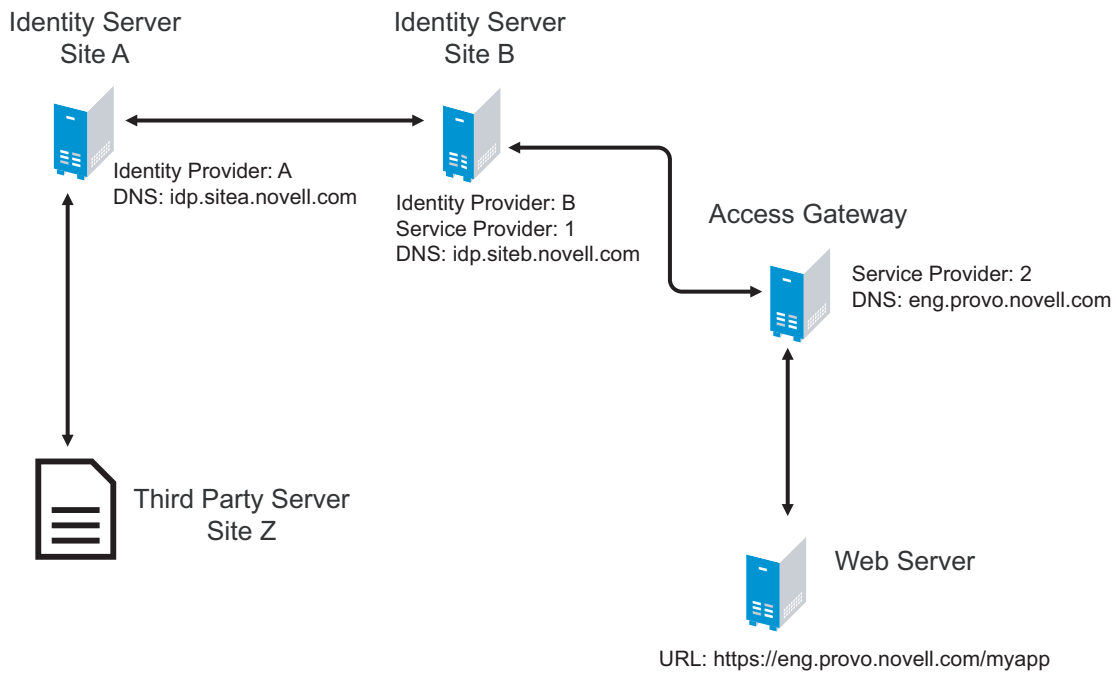 Identity Server
Site A
Identity Server
Site B
Identity Provider: A
DNS: idp.sitea.novell.com
Identity Provider: B
Service Provider: 1
DNS: idp.siteb.novell.com
Access Gateway
Service Provider: 2
DNS: eng.provo.novell.com
Third Party Server
Site Z
Web Server
URL: https://eng.provo.novell.com/myapp